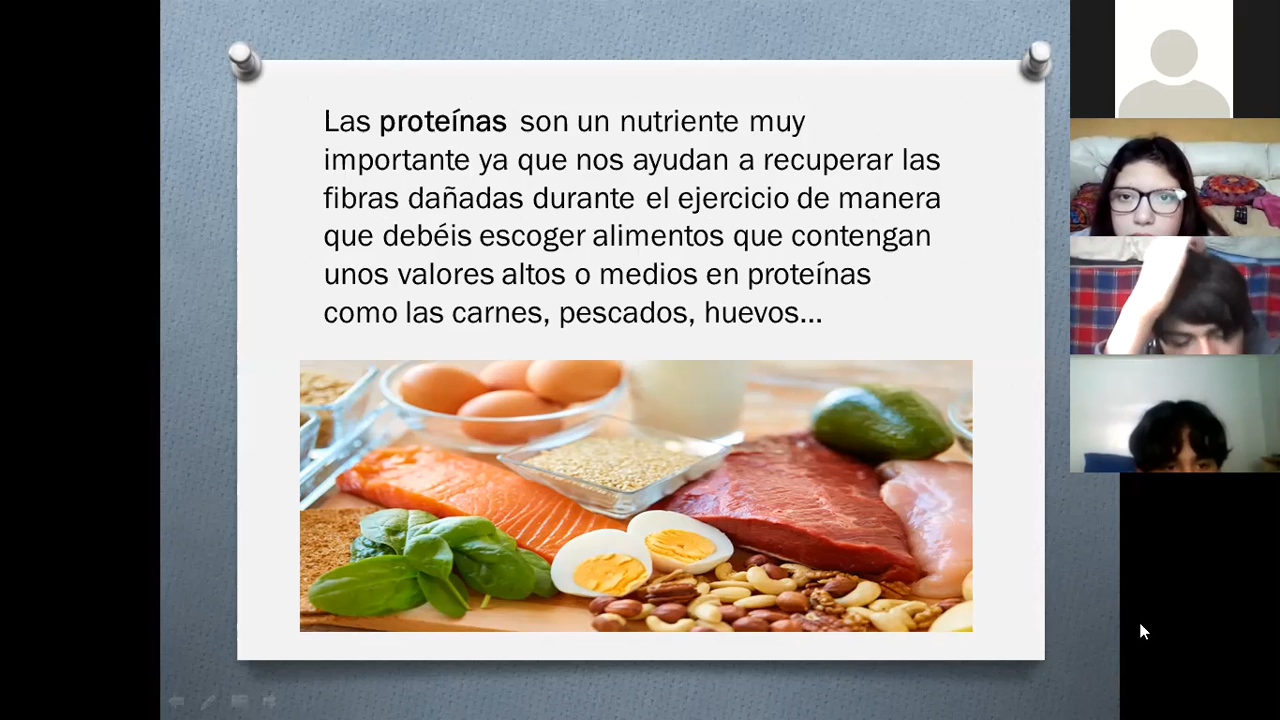 Las proteínas son un nutriente muy
importante ya que nos ayudan a recuperar las
fibras dañadas durante el ejercicio de manera
que debéis escoger alimentos que contengan
unos valores altos o medios en proteínas
como las carnes, pescados, huevos...